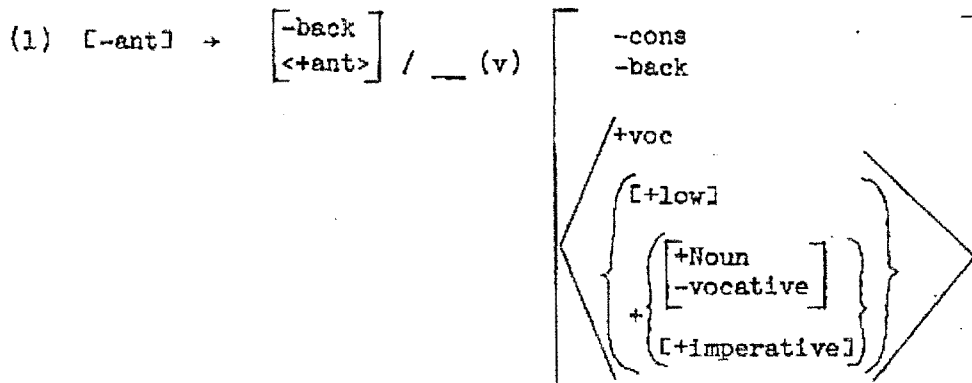 -cons
(1) [-ant] → [-back / __ (v) -back
<+ant>]
+voc
{[+low]
+{[+Noun
-vocative]
[+imperative]}}